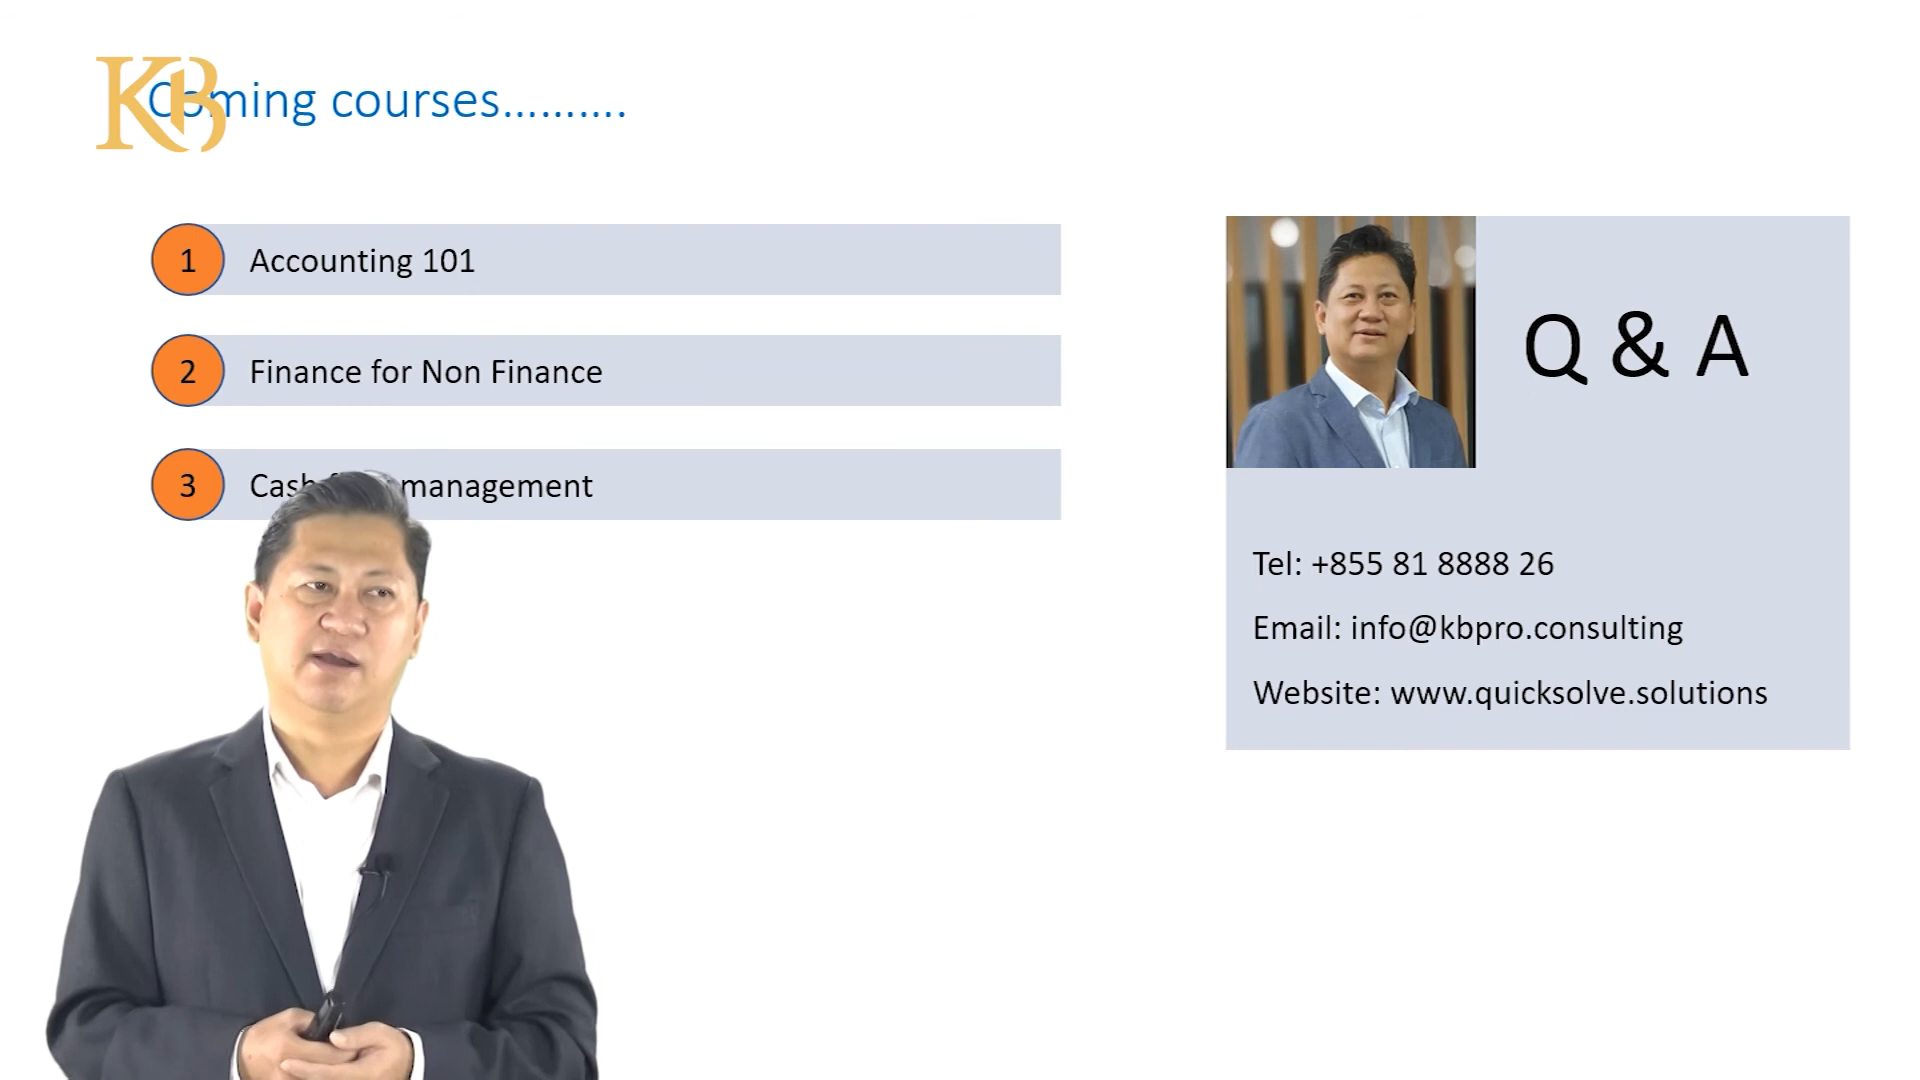 KB
Coming courses..........
1 Accounting 101
2 Finance for Non Finance
3 Cash management
Q & A
Tel: +855 81 8888 26
Email: info@kbpro.consulting
Website: www.quicksolve.solutions